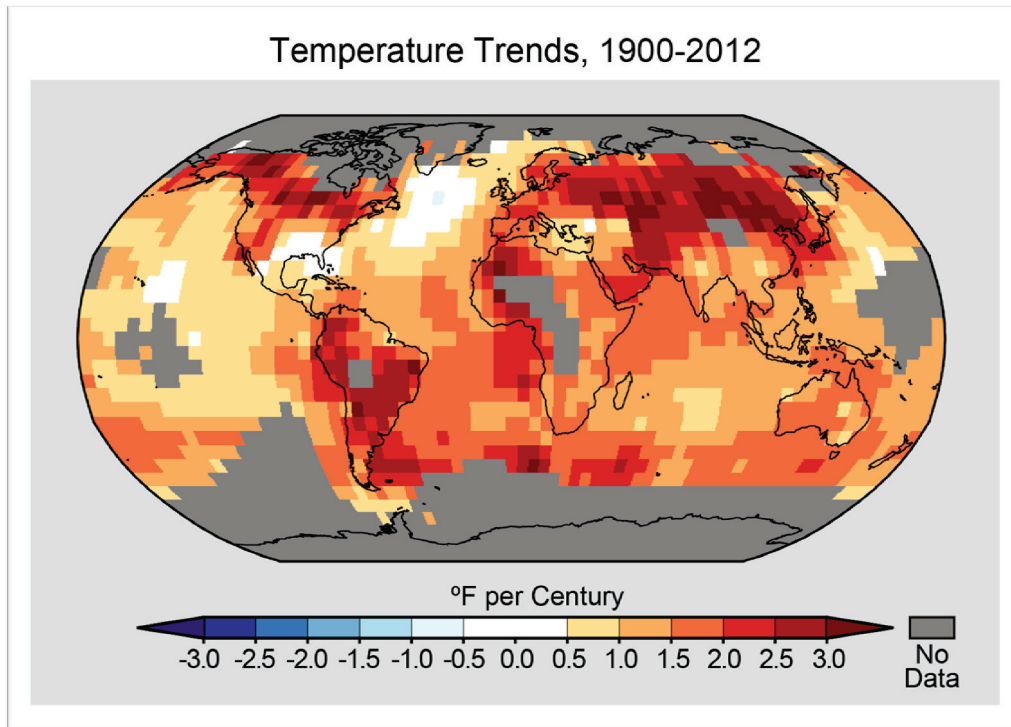 Temperature Trends, 1900-2012
ºF per Century
-3.0 -2.5 -2.0 -1.5 -1.0 -0.5 0.0 0.5 1.0 1.5 2.0 2.5 3.0
No
Data